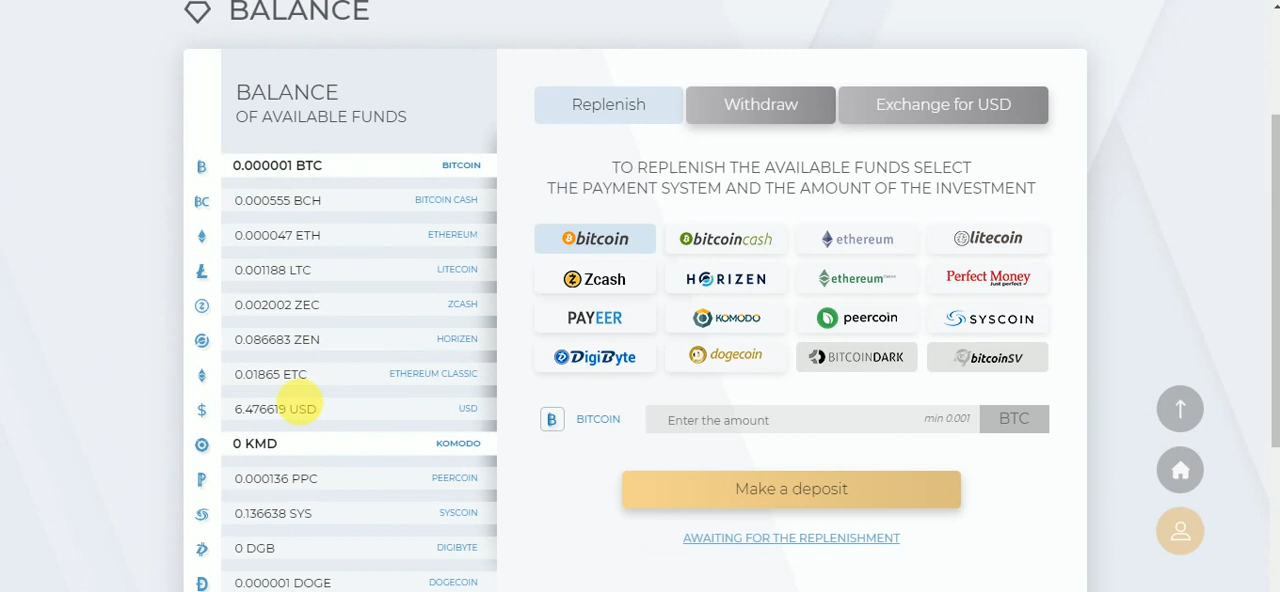 BALANCE
BALANCE
OF AVAILABLE FUNDS
0.000001 BTC BITCOIN
0.000555 BCH BITCOIN CASH
0.000047 ETH ETHEREUM
0.001188 LTC LITECOIN
0.002002 ZEC ZCASH
0.086683 ZEN HORIZEN
0.01865 ETC ETHEREUM CLASSIC
6.476619 USD USD
0 KMD KOMODO
0.000136 PPC PEERCOIN
0.136638 SYS SYSCOIN
0 DGB DIGIBYTE
0.000001 DOGE DOGECOIN
Replenish Withdraw Exchange for USD
TO REPLENISH THE AVAILABLE FUNDS SELECT
THE PAYMENT SYSTEM AND THE AMOUNT OF THE INVESTMENT
bitcoin bitcoincash ethereum litecoin
Zcash HORIZEN ethereum Perfect Money
Just perfect
PAYEER KOMODO peercoin SYSCOIN
DigiByte dogecoin BITCOINDARK bitcoinSV
BITCOIN Enter the amount min 0.001 BTC
Make a deposit
AWAITING FOR THE REPLENISHMENT